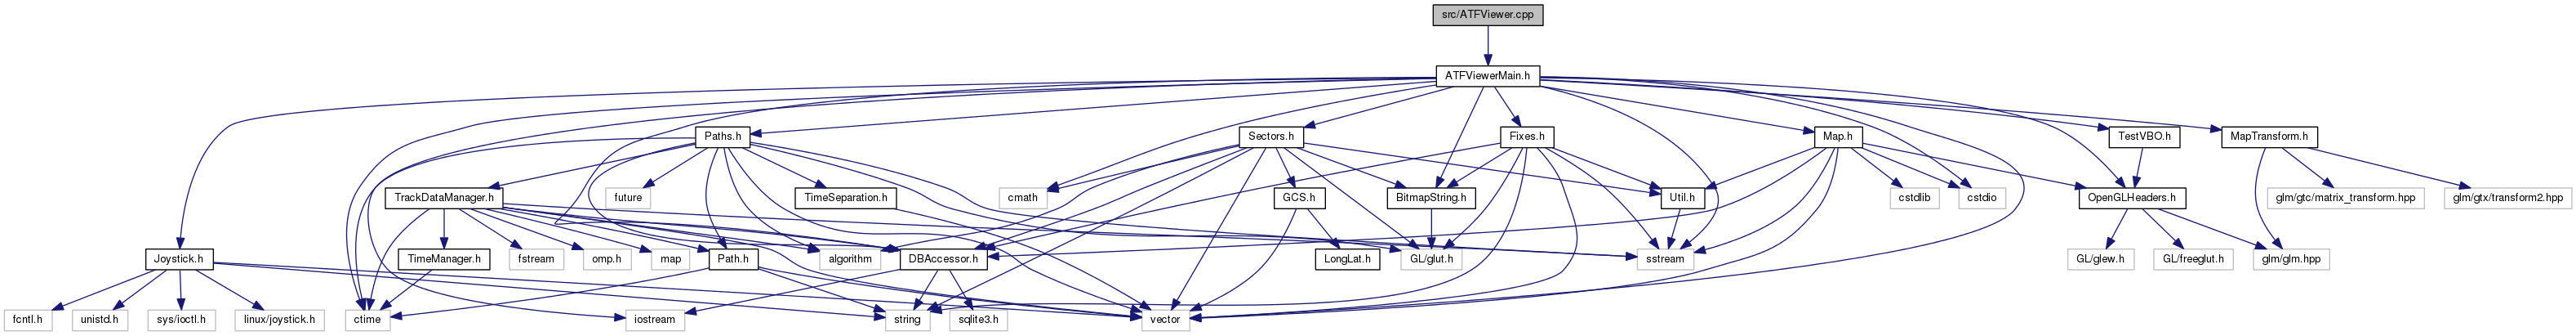 src/ATFViewer.cpp
ATFViewerMain.h
Paths.h
Sectors.h
Fixes.h
Map.h
TestVBO.h
MapTransform.h
TrackDataManager.h
future
TimeSeparation.h
cmath
GCS.h
BitmapString.h
Util.h
cstdlib
cstdio
OpenGLHeaders.h
glm/gtc/matrix_transform.hpp
glm/gtx/transform2.hpp
Joystick.h
TimeManager.h
fstream
omp.h
map
Path.h
algorithm
DBAccessor.h
LongLat.h
GL/glut.h
sstream
GL/glew.h
GL/freeglut.h
glm/glm.hpp
fcntl.h
unistd.h
sys/ioctl.h
linux/joystick.h
ctime
iostream
string
sqlite3.h
vector